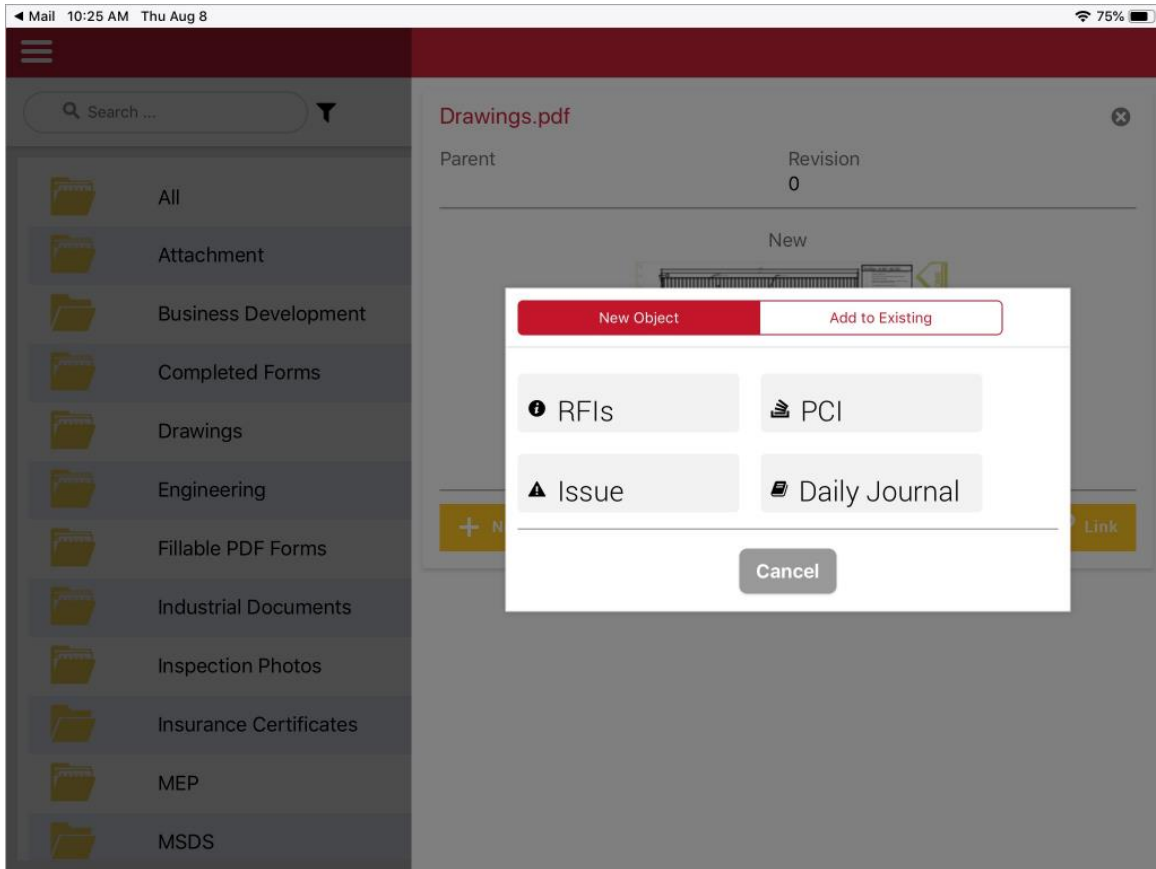 Mail 10:25 AM Thu Aug 8
75%
Search ...
All
Attachment
Business Development
Completed Forms
Drawings
Engineering
Fillable PDF Forms
Industrial Documents
Inspection Photos
Insurance Certificates
MEP
MSDS
Drawings.pdf
Parent Revision
0
New
New Object Add to Existing
RFIs PCI
Issue Daily Journal
Link
Cancel